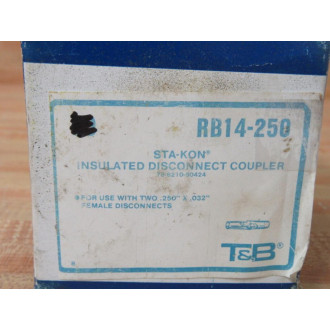 RB14-250
STA-KON®
INSULATED DISCONNECT COUPLER
FOR USE WITH TWO .250" X .032"
FEMALE DISCONNECTS
T&B®